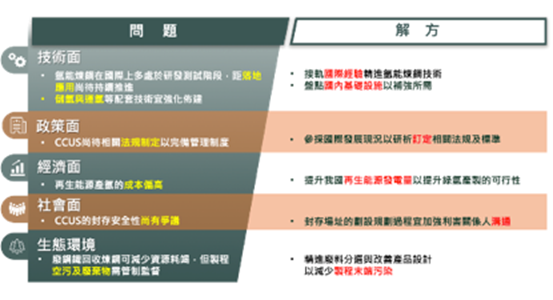 問 題
解 方
技術面
• 氫能煉鋼在國際上多處於研發測試階段，距落地
應用尚待持續推進
• 儲氫與運氫等配套技術宜強化佈建
• 接軌國際經驗精進氫能煉鋼技術
• 盤點國內基礎設施以補強所需
政策面
• CCUS尚待相關法規制定以完備管理制度
• 參採國際發展現況以研析訂定相關法規及標準
經濟面
• 再生能源產氫的成本偏高
• 提升我國再生能源發電量以提升綠氫產製的可行性
社會面
• CCUS的封存安全性尚有爭議
• 封存場址的劃設規劃過程宜加強利害關係人溝通
生態環境
• 廢鋼鐵回收煉鋼可減少資源耗竭，但製程
空污及廢棄物需管制監督
• 精進廢料分選與改善產品設計
以減少製程末端污染